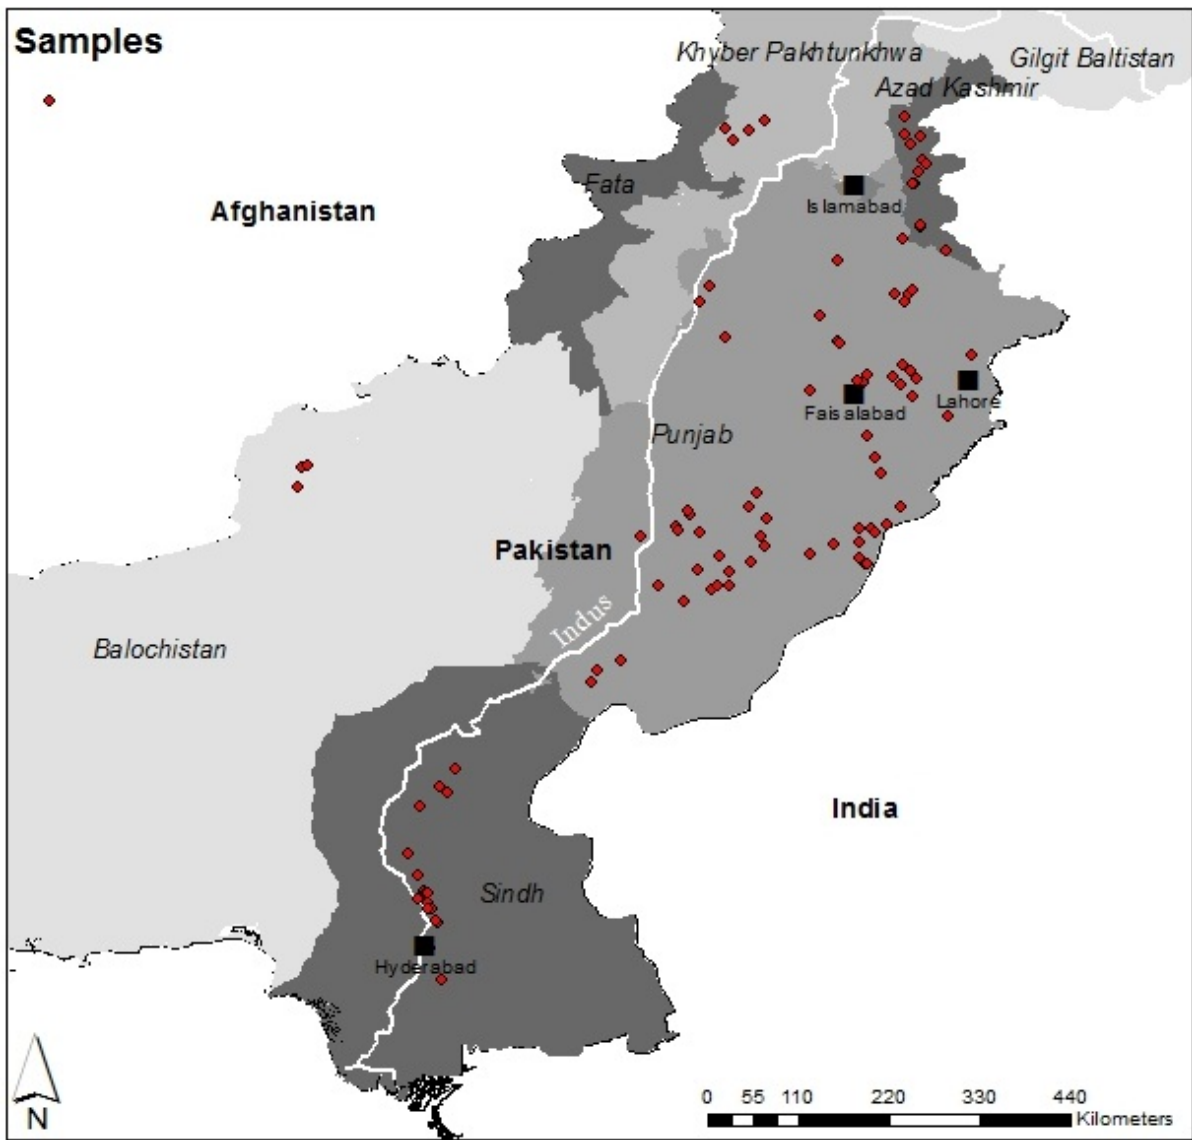 Samples
Khyber Pakhtunkhwa
Gilgit Baltistan
Azad Kashmir
Fata
Islamabad
Afghanistan
Faisalabad
Lahore
Punjab
Pakistan
Indus
Balochistan
India
Sindh
Hyderabad
N
0 55 110 220 330 440
Kilometers